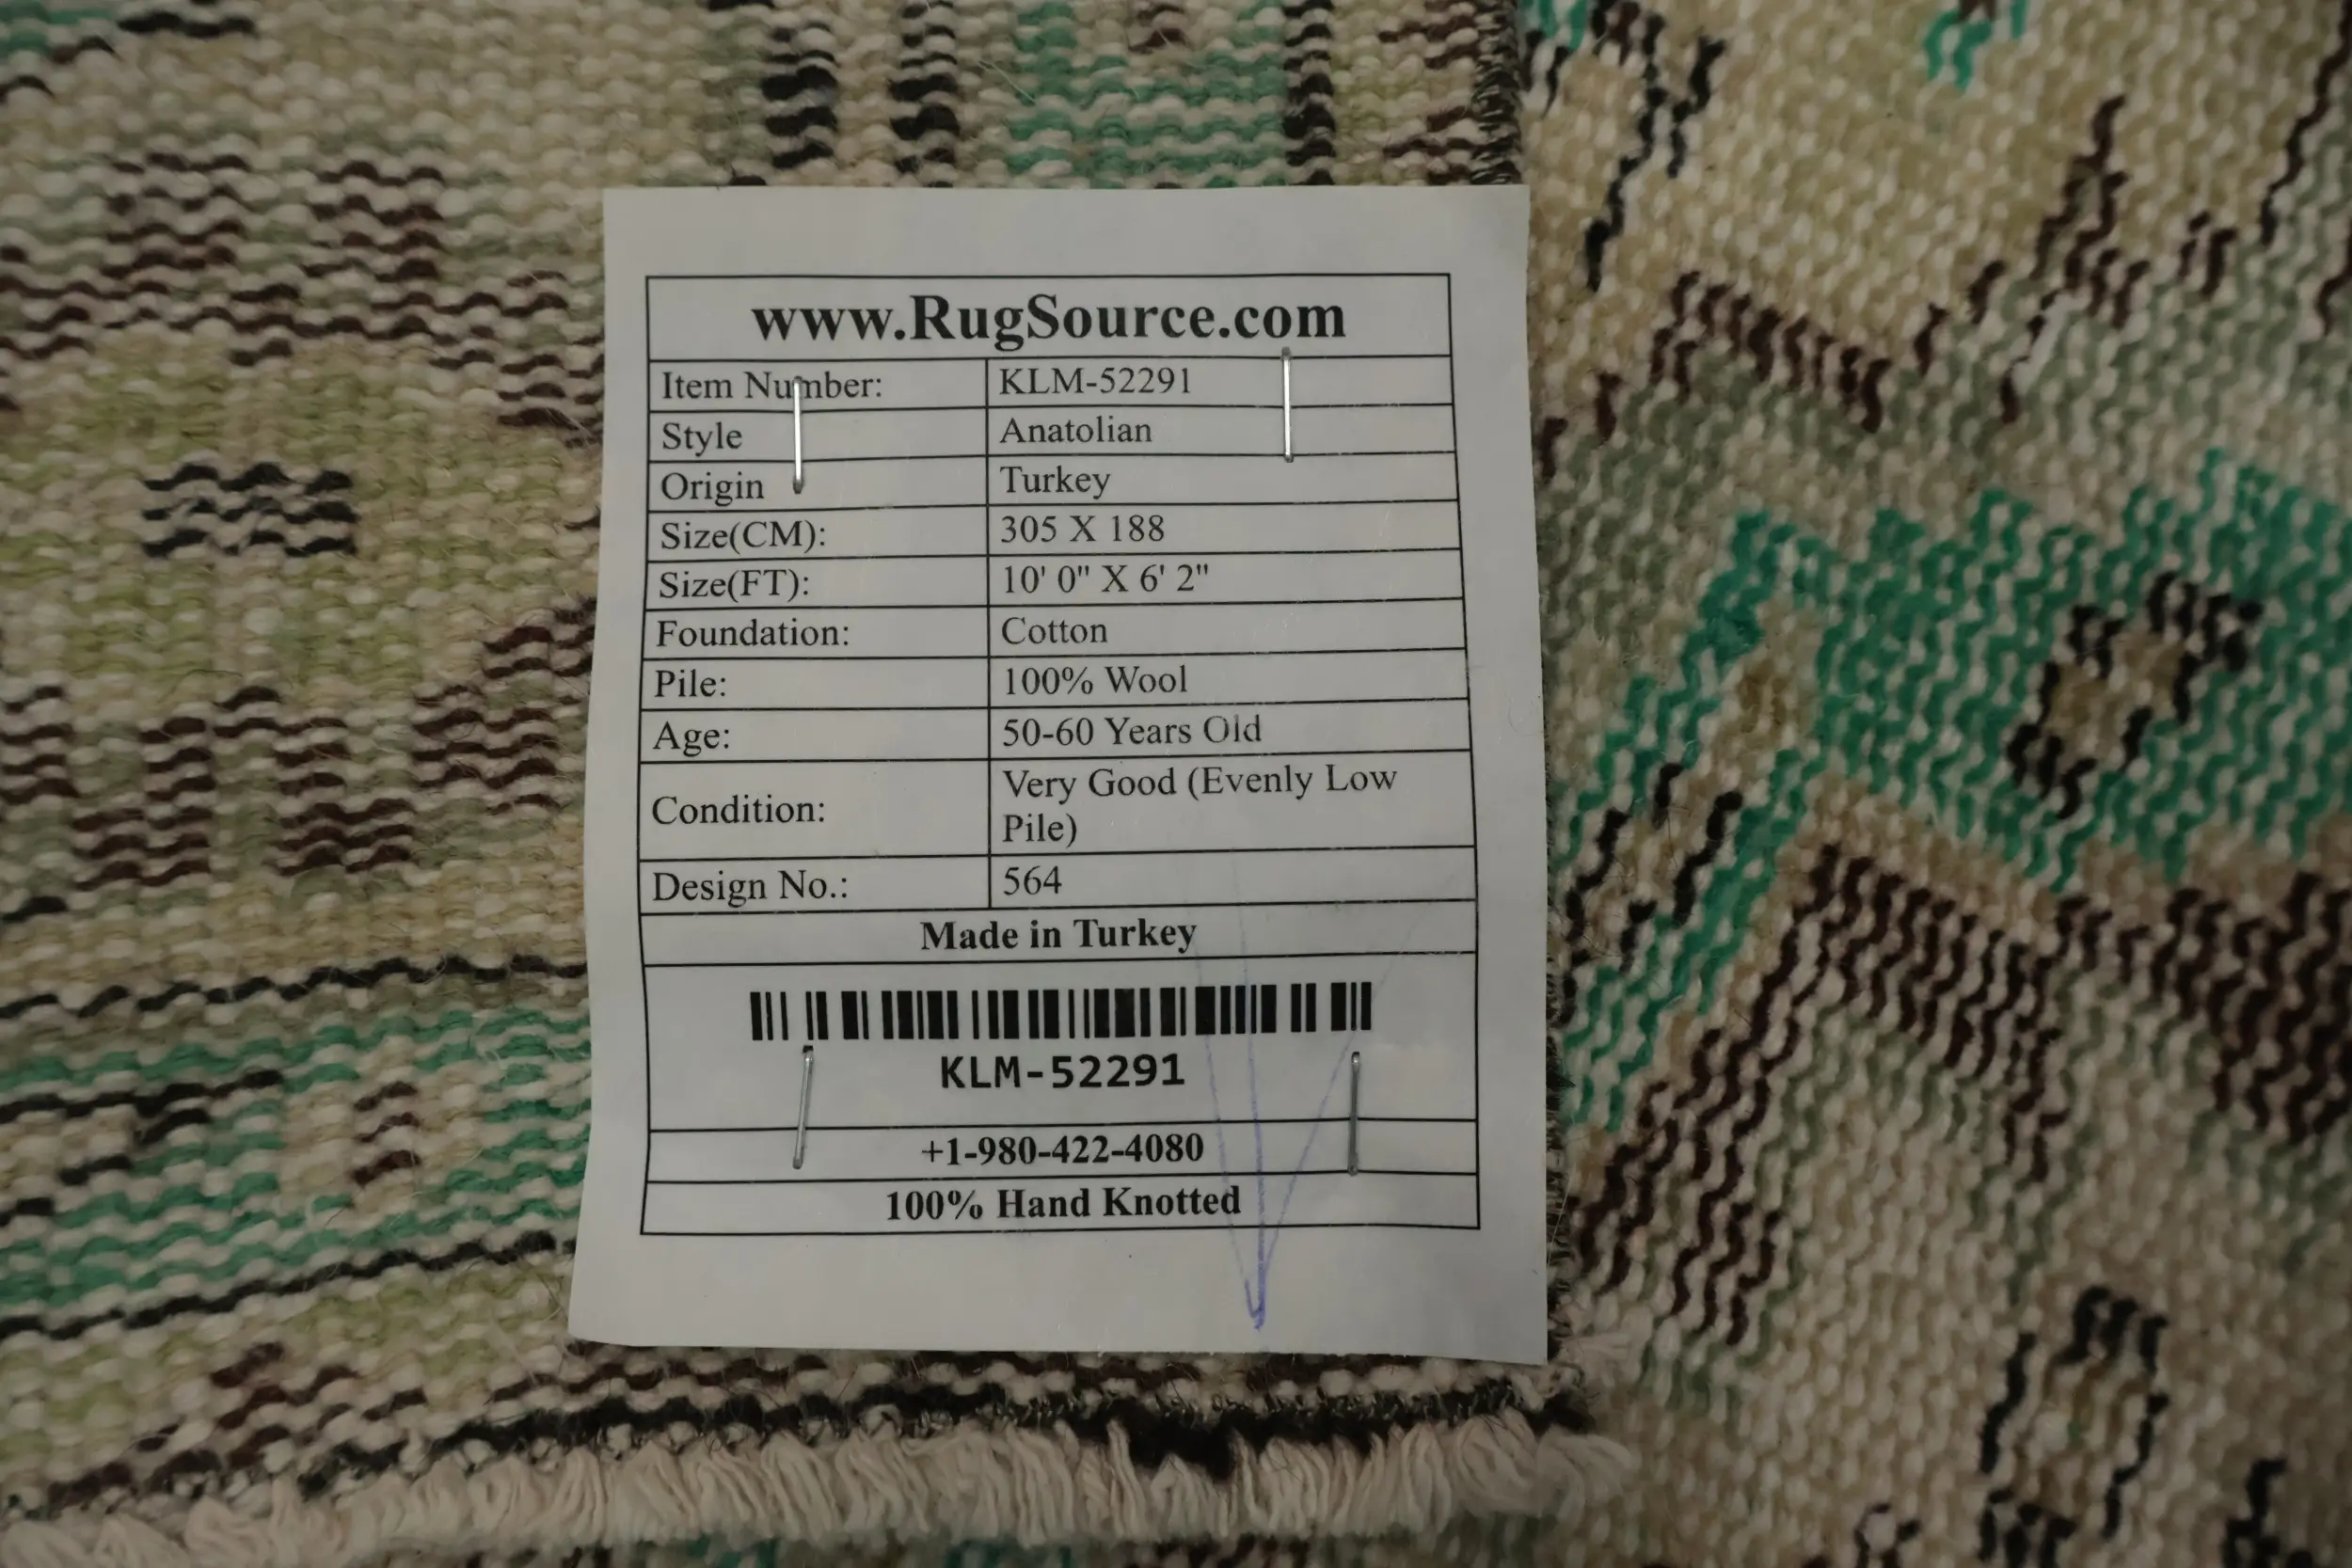 www.RugSource.com
Item Number: KLM-52291
Style Anatolian
Origin Turkey
Size(CM): 305 X 188
Size(FT): 10' 0" X 6' 2"
Foundation: Cotton
Pile: 100% Wool
Age: 50-60 Years Old
Condition: Very Good (Evenly Low
Pile)
Design No.: 564
Made in Turkey
KLM-52291
+1-980-422-4080
100% Hand Knotted